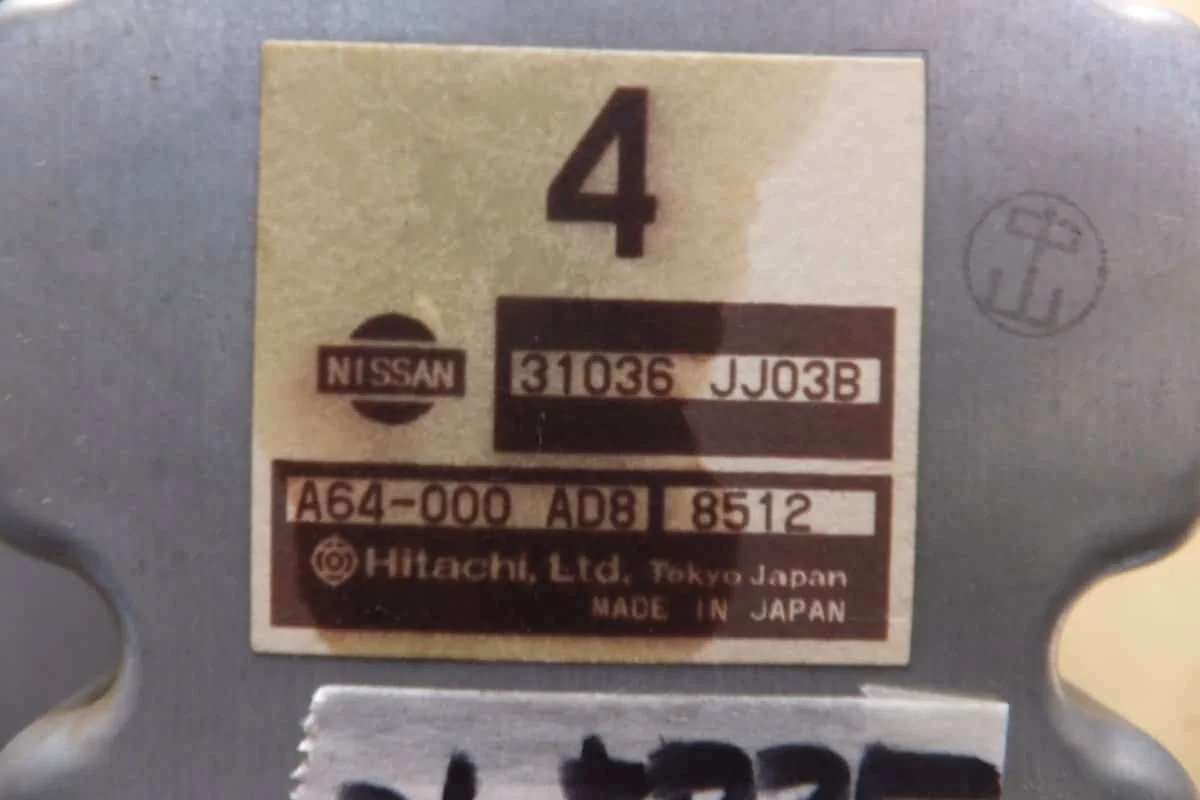 4
NISSAN
31036 JJ03B
A64-000 AD8 8512
Hitachi, Ltd. Tokyo Japan
MADE IN JAPAN